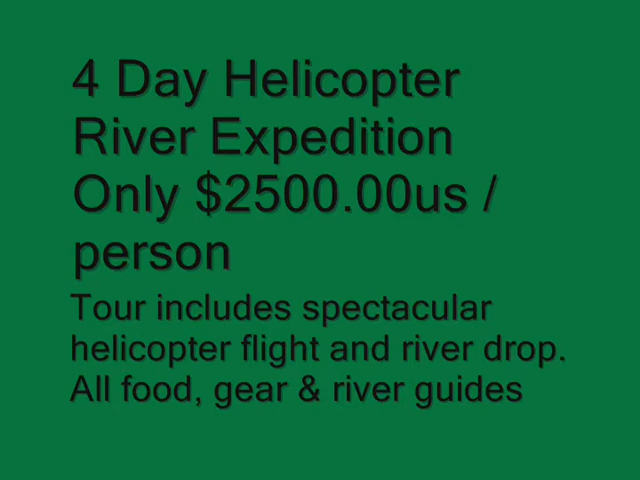 4 Day Helicopter
River Expedition
Only $2500.00us /
person
Tour includes spectacular
helicopter flight and river drop.
All food, gear & river guides